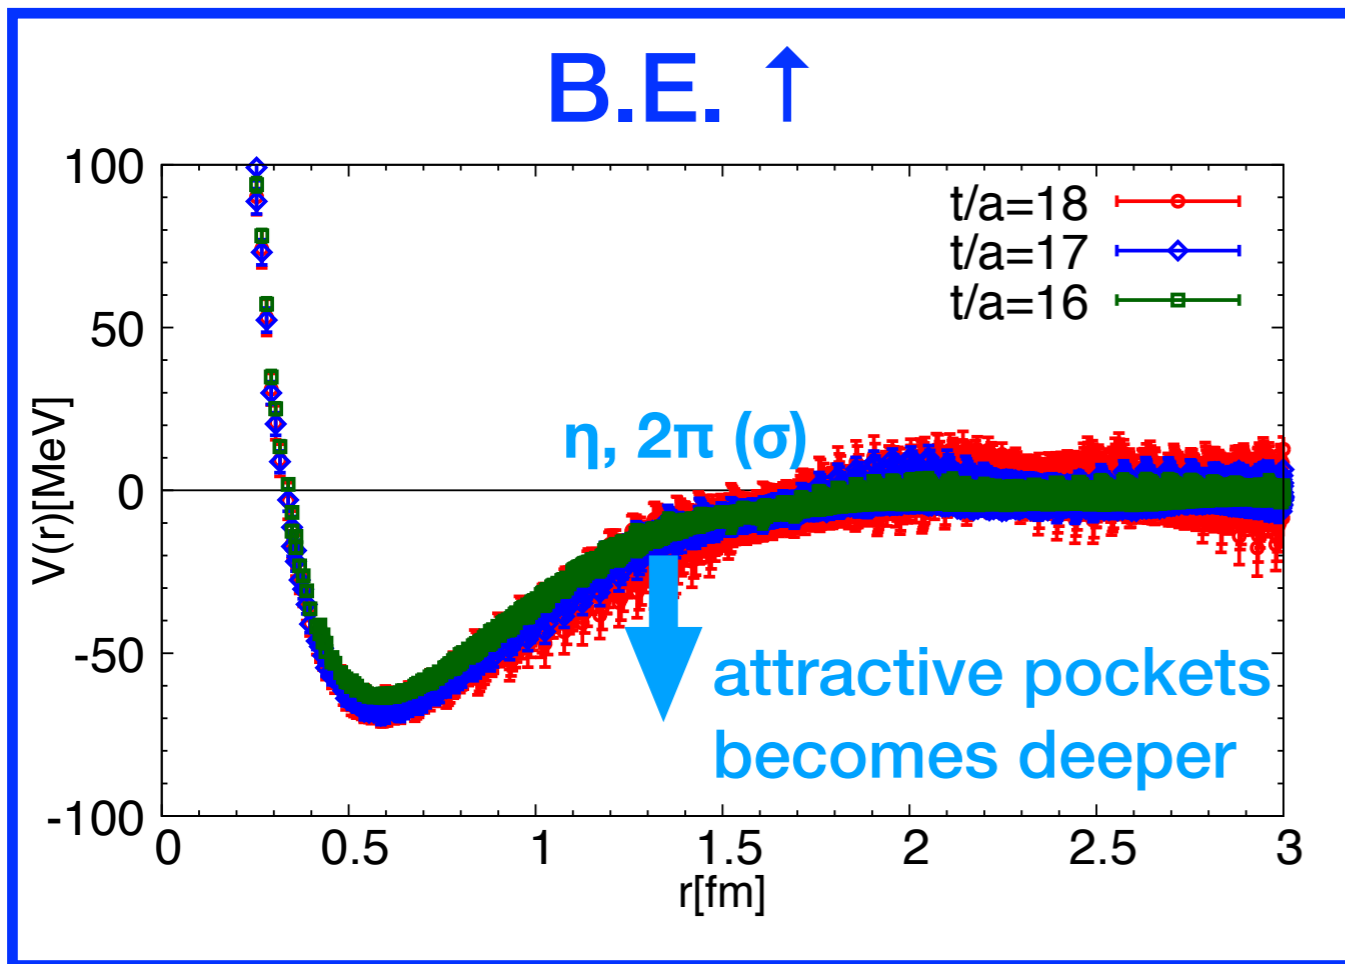 B.E. ↑
100
50
0
-50
-100
V(r)[MeV]
t/a=18
t/a=17
t/a=16
η, 2π (σ)
attractive pockets
becomes deeper
0 0.5 1 1.5 2 2.5 3
r[fm]